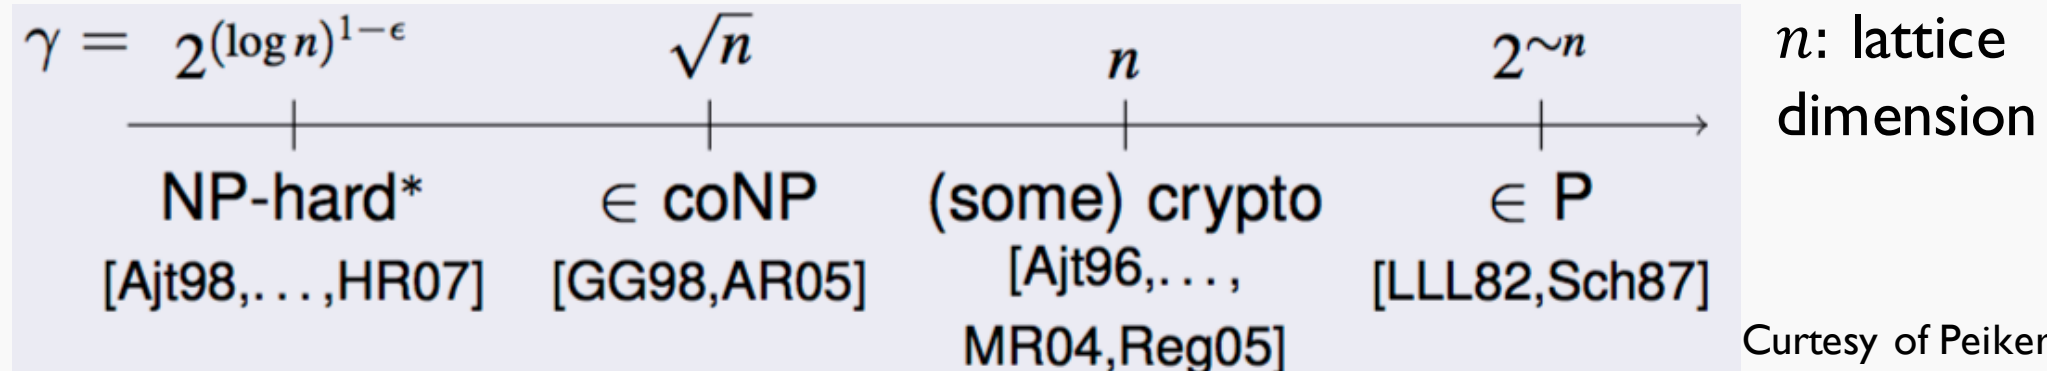 γ = 2^{(log n)^{1−ϵ}} √n n 2^{∼n}
NP-hard* ∈ coNP (some) crypto ∈ P
[Ajt98,...,HR07] [GG98,AR05] [Ajt96,..., [LLL82,Sch87]
MR04,Reg05]
n: lattice
dimension
Curtesy of Peiker